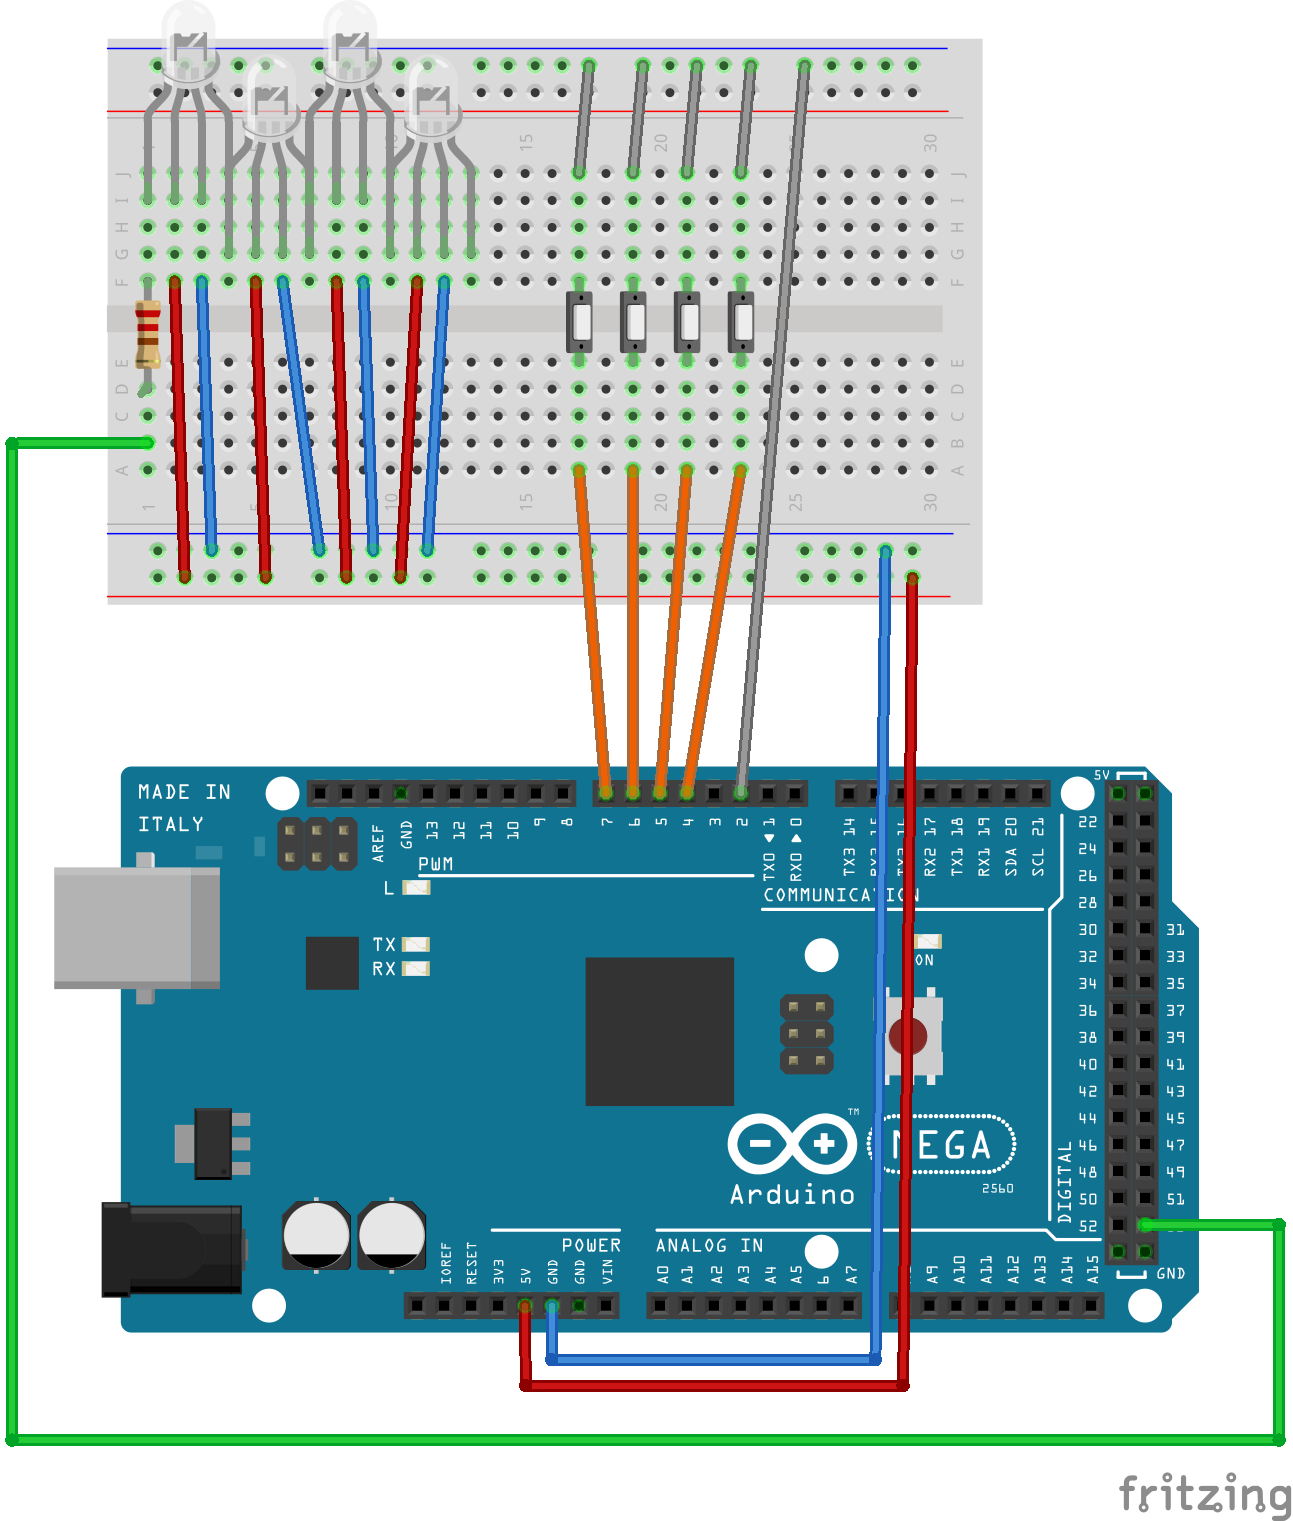 1
5
10
15
20
25
30
J
J
I
I
H
H
G
G
F
F
E
E
D
D
C
C
B
B
A
A
1
5
10
15
20
25
30
MADE IN
ITALY
AREF
GND
13
12
11
10
9
8
7
6
5
4
3
2
TX0 ◀ 1
RX0 ▶ 0
TX3 14
RX3 15
TX2 16
RX2 17
TX1 18
RX1 19
SDA 20
SCL 21
PWM
COMMUNICATION
L
TX
RX
ON
5V
22
24
26
28
30 31
32 33
34 35
36 37
38 39
40 41
42 43
44 45
46 47
48 49
50 51
52
GND
DIGITAL
TM
MEGA
2560
Arduino
POWER
ANALOG IN
IOREF
RESET
3V3
5V
GND
GND
VIN
A0
A1
A2
A3
A4
A5
6
A7
A9
A10
A11
A12
A13
A14
A15
fritzing